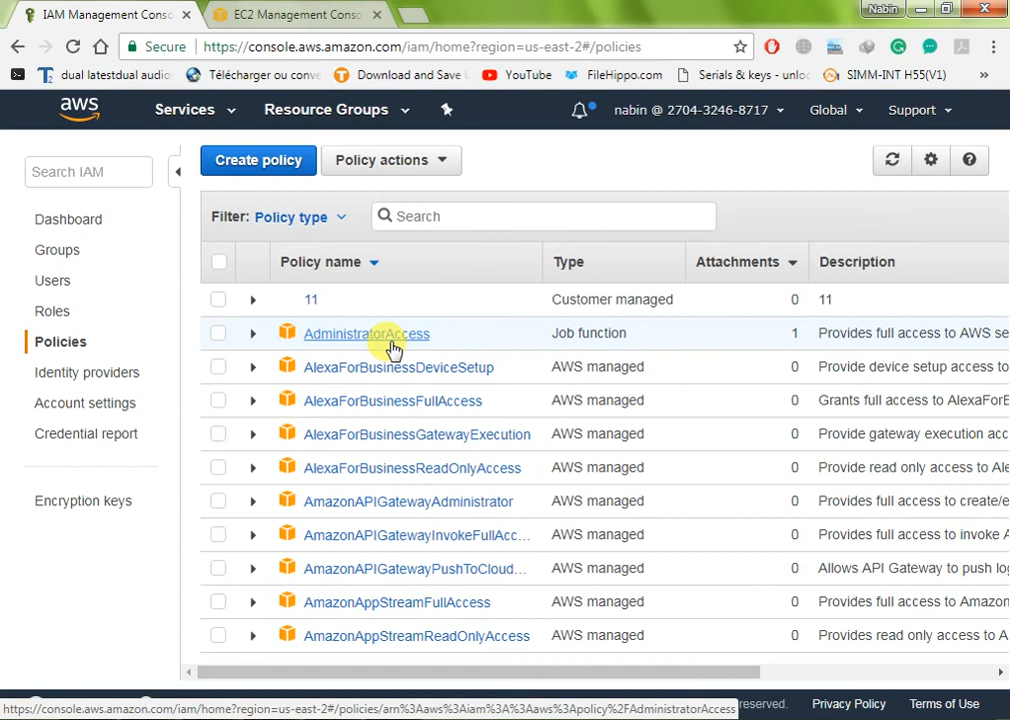 IAM Management Conso
EC2 Management Conso
Nabin
Secure
https://console.aws.amazon.com/iam/home?region=us-east-2#/policies
dual latestdual audio
Télécharger ou conve
Download and Save
YouTube
FileHippo.com
Serials & keys - unlo
SIMM-INT H55(V1)
»
aws
Services
Resource Groups
nabin @ 2704-3246-8717
Global
Support
Search IAM
Dashboard
Groups
Users
Roles
Policies
Identity providers
Account settings
Credential report
Encryption keys
Create policy
Policy actions
Filter: Policy type
Search
Policy name Type Attachments Description
11 Customer managed 0 11
AdministratorAccess Job function 1 Provides full access to AWS se
AlexaForBusinessDeviceSetup AWS managed 0 Provide device setup access to
AlexaForBusinessFullAccess AWS managed 0 Grants full access to AlexaForB
AlexaForBusinessGatewayExecution AWS managed 0 Provide gateway execution acc
AlexaForBusinessReadOnlyAccess AWS managed 0 Provide read only access to Ale
AmazonAPIGatewayAdministrator AWS managed 0 Provides full access to create/e
AmazonAPIGatewayInvokeFullAcc... AWS managed 0 Provides full access to invoke A
AmazonAPIGatewayPushToCloud... AWS managed 0 Allows API Gateway to push log
AmazonAppStreamFullAccess AWS managed 0 Provides full access to Amazon
AmazonAppStreamReadOnlyAccess AWS managed 0 Provides read only access to A
https://console.aws.amazon.com/iam/home?region=us-east-2#/policies/arn%3Aaws%3Aiam%3A%3Aaws%3Apolicy%2FAdministratorAccess
reserved.
Privacy Policy
Terms of Use